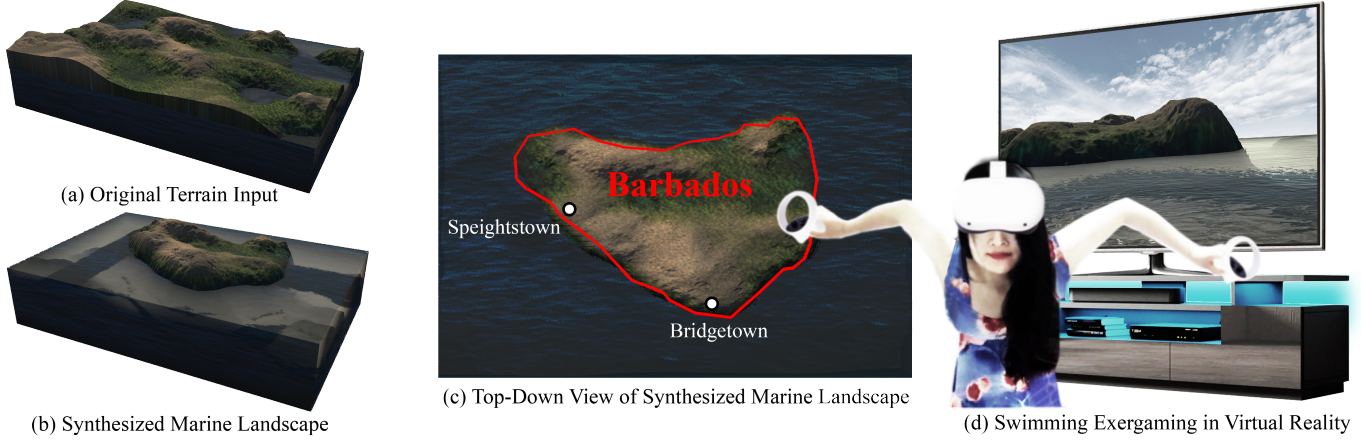 (a) Original Terrain Input
(b) Synthesized Marine Landscape
Barbados
Speightstown
Bridgetown
(c) Top-Down View of Synthesized Marine Landscape
(d) Swimming Exergaming in Virtual Reality